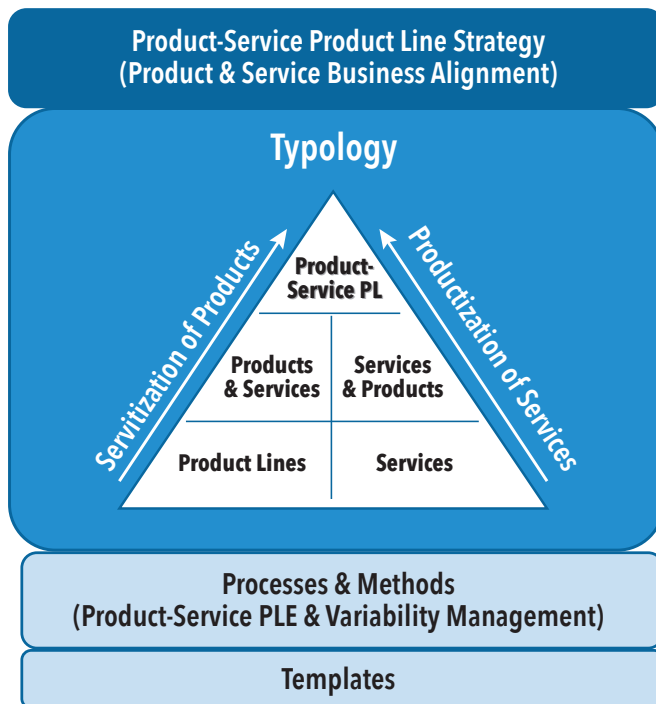 Product-Service Product Line Strategy
(Product & Service Business Alignment)
Typology
Servitization of Products
Productization of Services
Product-
Service PL
Products
& Services
Services
& Products
Product Lines
Services
Processes & Methods
(Product-Service PLE & Variability Management)
Templates